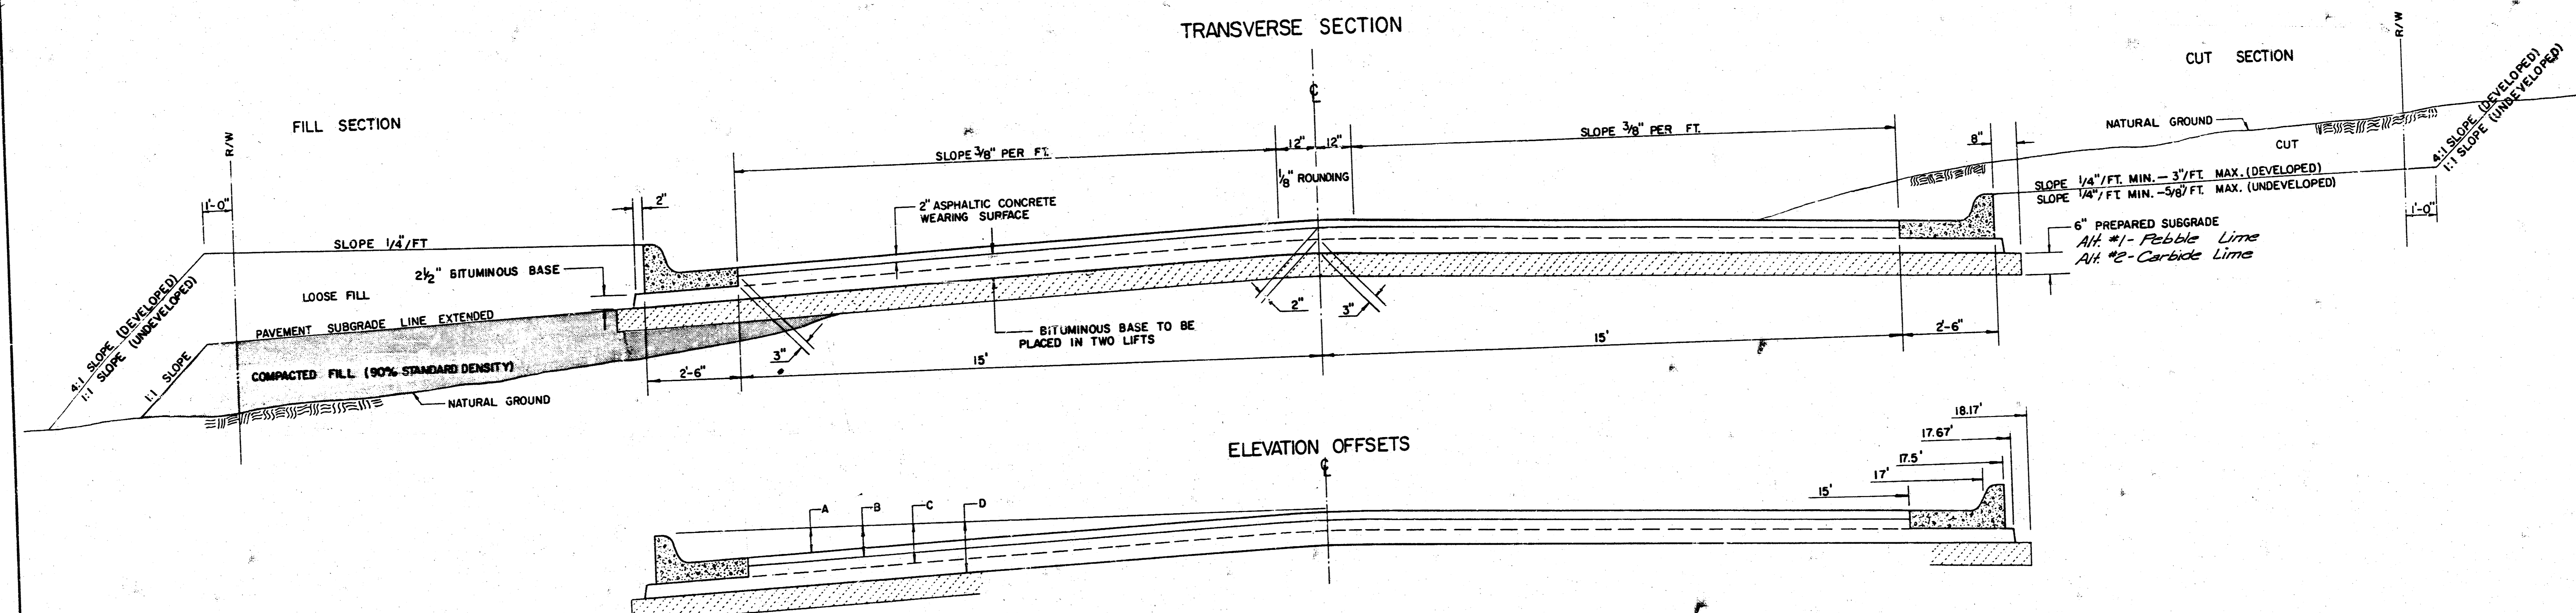 TRANSVERSE SECTION
FILL SECTION
CUT SECTION
R/W
R/W
℄
4:1 SLOPE (DEVELOPED)
1:1 SLOPE (UNDEVELOPED)
NATURAL GROUND
CUT
SLOPE 3/8" PER FT.
12"
12"
SLOPE 3/8" PER FT.
8"
1/8" ROUNDING
1'-0"
2"
2" ASPHALTIC CONCRETE
WEARING SURFACE
SLOPE 1/4"/FT. MIN. - 3"/FT. MAX. (DEVELOPED)
SLOPE 1/4"/FT. MIN. - 5/8"/FT. MAX. (UNDEVELOPED)
1'-0"
6" PREPARED SUBGRADE
Alt. #1 - Pebble Lime
Alt. #2 - Carbide Lime
SLOPE 1/4"/FT
2 1/2" BITUMINOUS BASE
LOOSE FILL
PAVEMENT SUBGRADE LINE EXTENDED
4:1 SLOPE (DEVELOPED)
1:1 SLOPE (UNDEVELOPED)
1:1 SLOPE
COMPACTED FILL (90% STANDARD DENSITY)
NATURAL GROUND
3"
2"
3"
BITUMINOUS BASE TO BE
PLACED IN TWO LIFTS
2'-6"
15'
15'
2'-6"
ELEVATION OFFSETS
℄
18.17'
17.67'
17.5'
17'
15'
A
B
C
D